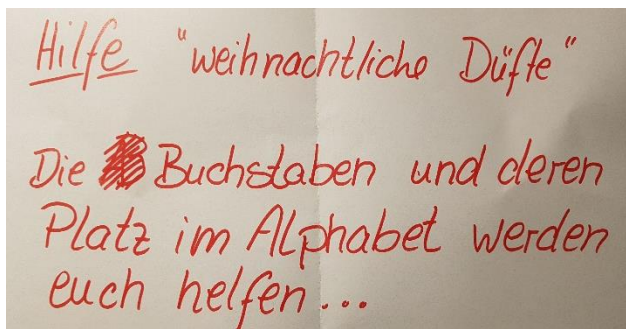 Hilfe "weihnachtliche Düfte"
Die Buchstaben und deren
Platz im Alphabet werden
euch helfen...